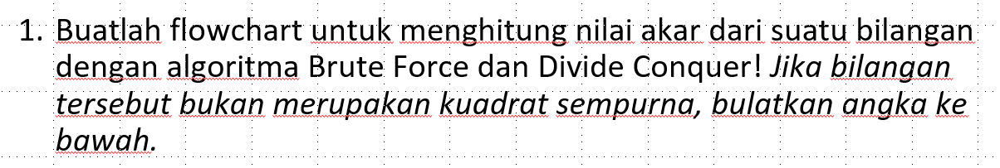 1. Buatlah flowchart untuk menghitung nilai akar dari suatu bilangan
dengan algoritma Brute Force dan Divide Conquer! Jika bilangan
tersebut bukan merupakan kuadrat sempurna, bulatkan angka ke
bawah.